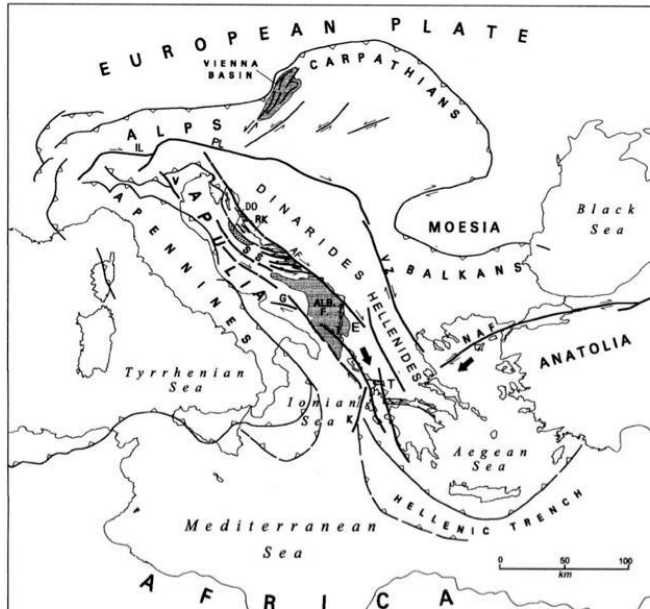 EUROPEAN PLATE
VIENNA
BASIN
CARPATHIANS
ALPS
IL
PL
V
DO
RK
DINARIDES
MOESIA
Black
Sea
APULIA
APENNINES
SS
AF
VZ
BALKANS
G
ALB.
F.
E
HELLENIDES
NAF
ANATOLIA
Tyrrhenian
Sea
Ionian
Sea
T
K
Aegean
Sea
HELLENIC TRENCH
Mediterranean
Sea
0 50 100
km
AFRICA